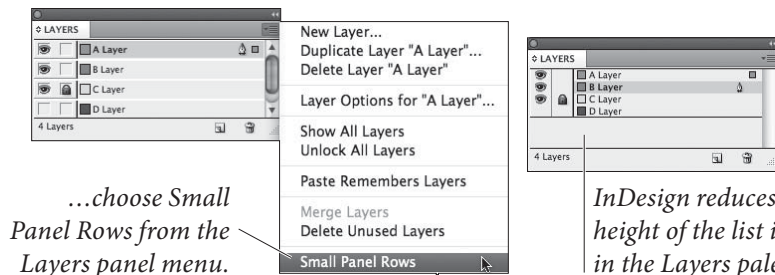 LAYERS
A Layer
B Layer
C Layer
D Layer
4 Layers
…choose Small
Panel Rows from the
Layers panel menu.
New Layer...
Duplicate Layer "A Layer"...
Delete Layer "A Layer"
Layer Options for "A Layer"...
Show All Layers
Unlock All Layers
Paste Remembers Layers
Merge Layers
Delete Unused Layers
Small Panel Rows
LAYERS
A Layer
B Layer
C Layer
D Layer
4 Layers
InDesign reduces
height of the list i
in the Layers pale